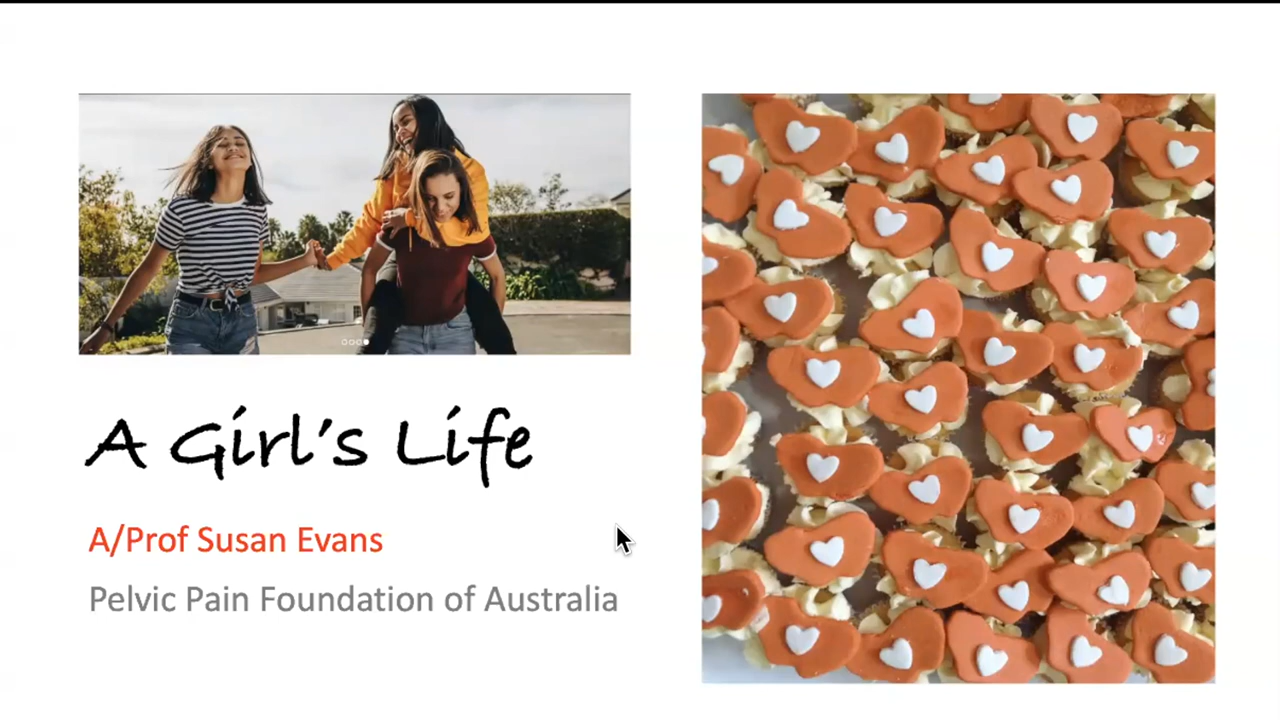 A Girl's Life
A/Prof Susan Evans
Pelvic Pain Foundation of Australia